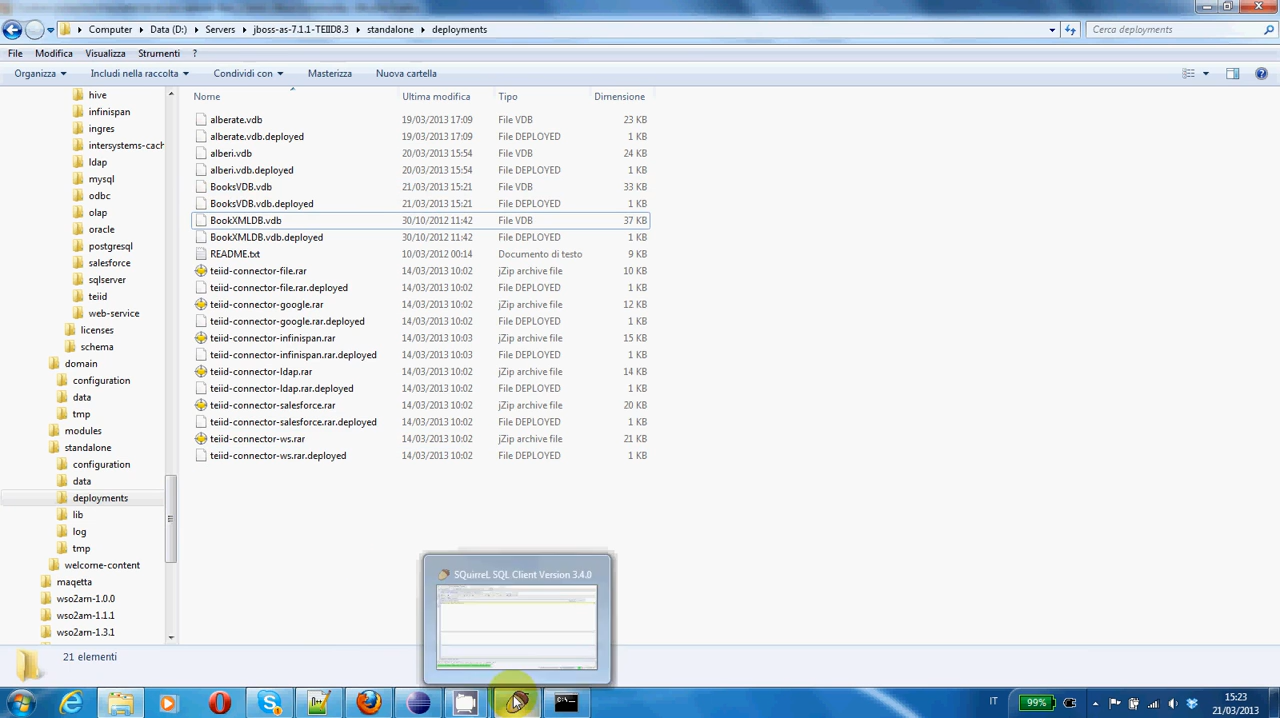 Computer Data (D:) Servers jboss-as-7.1.1-TEIID8.3 standalone deployments Cerca deployments
File Modifica Visualizza Strumenti ?
Organizza Includi nella raccolta Condividi con Masterizza Nuova cartella
hive
infinispan
ingres
intersystems-cach
ldap
mysql
odbc
olap
oracle
postgresql
salesforce
sqlserver
teiid
web-service
licenses
schema
domain
configuration
data
tmp
modules
standalone
configuration
data
deployments
lib
log
tmp
welcome-content
maqetta
wso2am-1.0.0
wso2am-1.1.1
wso2am-1.3.1
Nome Ultima modifica Tipo Dimensione
alberate.vdb 19/03/2013 17:09 File VDB 23 KB
alberate.vdb.deployed 19/03/2013 17:09 File DEPLOYED 1 KB
alberi.vdb 20/03/2013 15:54 File VDB 24 KB
alberi.vdb.deployed 20/03/2013 15:54 File DEPLOYED 1 KB
BooksVDB.vdb 21/03/2013 15:21 File VDB 33 KB
BooksVDB.vdb.deployed 21/03/2013 15:21 File DEPLOYED 1 KB
BookXMLDB.vdb 30/10/2012 11:42 File VDB 37 KB
BookXMLDB.vdb.deployed 30/10/2012 11:42 File DEPLOYED 1 KB
README.txt 10/03/2012 00:14 Documento di testo 9 KB
teiid-connector-file.rar 14/03/2013 10:02 jZip archive file 10 KB
teiid-connector-file.rar.deployed 14/03/2013 10:02 File DEPLOYED 1 KB
teiid-connector-google.rar 14/03/2013 10:02 jZip archive file 12 KB
teiid-connector-google.rar.deployed 14/03/2013 10:02 File DEPLOYED 1 KB
teiid-connector-infinispan.rar 14/03/2013 10:03 jZip archive file 15 KB
teiid-connector-infinispan.rar.deployed 14/03/2013 10:02 File DEPLOYED 1 KB
teiid-connector-ldap.rar 14/03/2013 10:02 jZip archive file 14 KB
teiid-connector-ldap.rar.deployed 14/03/2013 10:02 File DEPLOYED 1 KB
teiid-connector-salesforce.rar 14/03/2013 10:02 jZip archive file 20 KB
teiid-connector-salesforce.rar.deployed 14/03/2013 10:02 File DEPLOYED 1 KB
teiid-connector-ws.rar 14/03/2013 10:02 jZip archive file 21 KB
teiid-connector-ws.rar.deployed 14/03/2013 10:02 File DEPLOYED 1 KB
SQuirreL SQL Client Version 3.4.0
21 elementi
IT 99% 15:23
21/03/2013